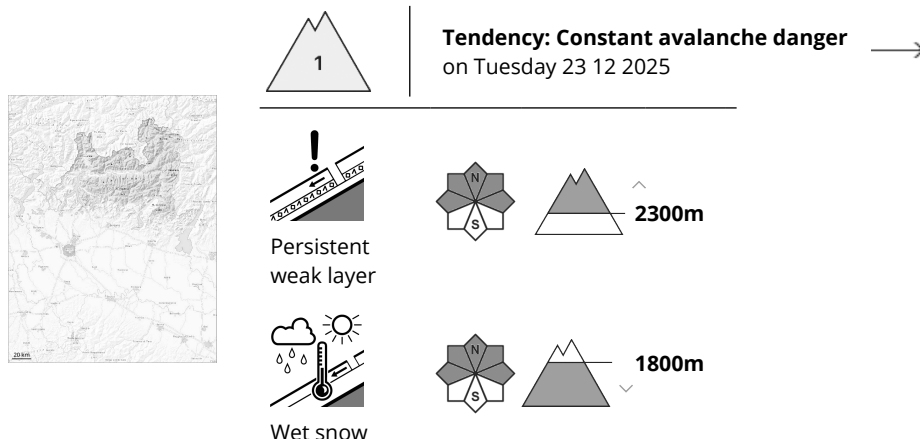 1
Tendency: Constant avalanche danger
on Tuesday 23 12 2025
N
S
2300m
Persistent
weak layer
N
S
1800m
Wet snow
20 km